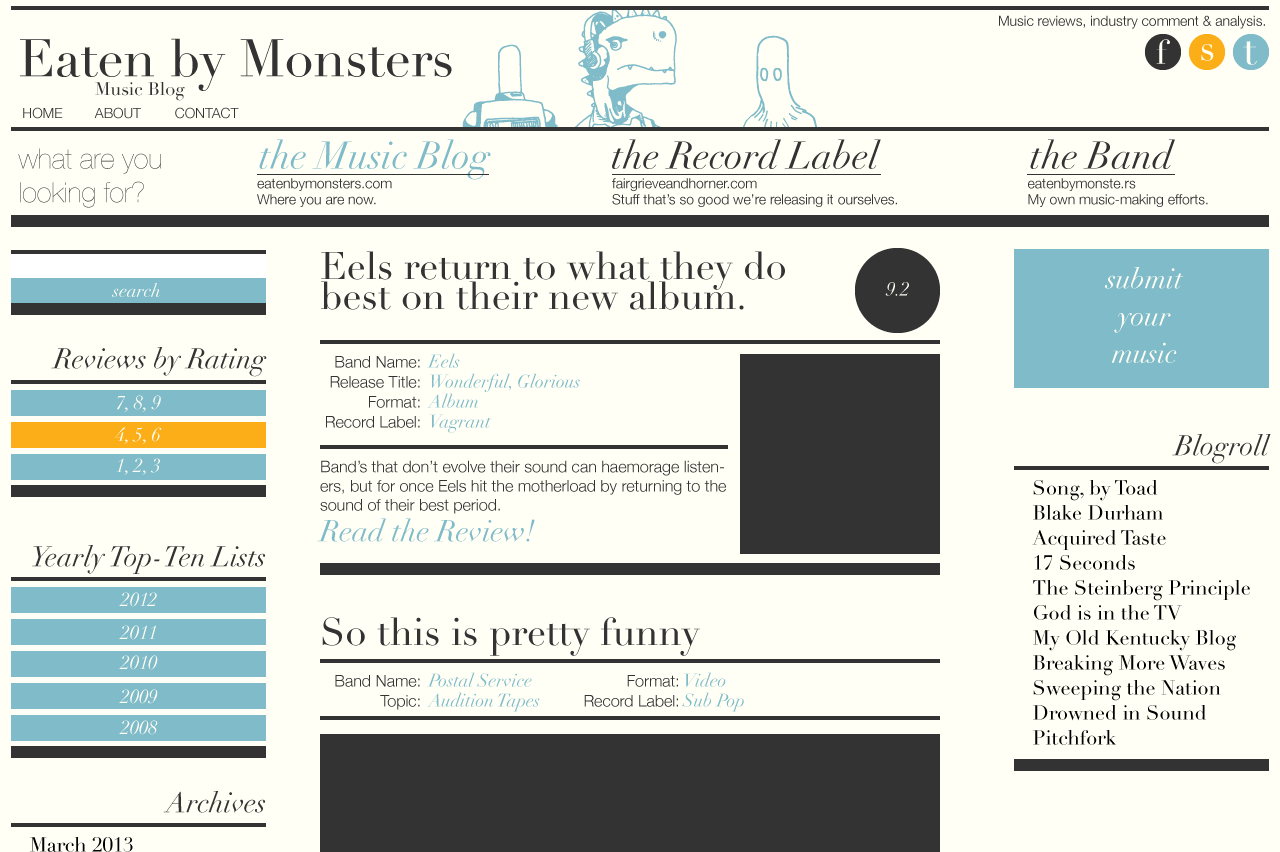 Music reviews, industry comment & analysis.
Eaten by Monsters
Music Blog
f s t
HOME ABOUT CONTACT
what are you
looking for?
the Music Blog
eatenbymonsters.com
Where you are now.
the Record Label
fairgrieveandhorner.com
Stuff that's so good we're releasing it ourselves.
the Band
eatenbymonste.rs
My own music-making efforts.
search
Reviews by Rating
7, 8, 9
4, 5, 6
1, 2, 3
Yearly Top-Ten Lists
2012
2011
2010
2009
2008
Archives
March 2013
Eels return to what they do
best on their new album.
9.2
Band Name: Eels
Release Title: Wonderful, Glorious
Format: Album
Record Label: Vagrant
Band's that don't evolve their sound can haemorage listen-
ers, but for once Eels hit the motherload by returning to the
sound of their best period.
Read the Review!
So this is pretty funny
Band Name: Postal Service Format: Video
Topic: Audition Tapes Record Label: Sub Pop
submit
your
music
Blogroll
Song, by Toad
Blake Durham
Acquired Taste
17 Seconds
The Steinberg Principle
God is in the TV
My Old Kentucky Blog
Breaking More Waves
Sweeping the Nation
Drowned in Sound
Pitchfork